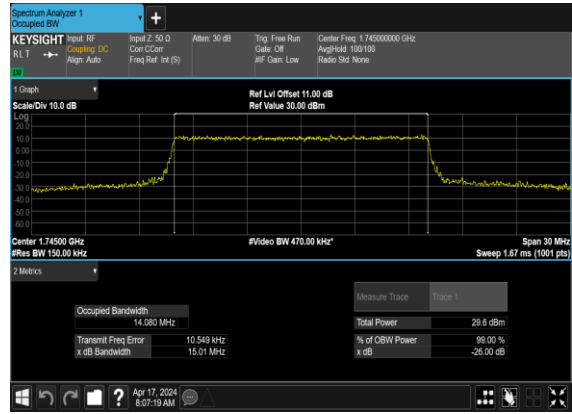 Spectrum Analyzer 1
Occupied BW
KEYSIGHT Input: RF Input Z: 50 Ω Atten: 30 dB Trig: Free Run Center Freq: 1.745000000 GHz
RLT Coupling: DC Corr CCorr Gate: Off Avg|Hold: 100/100
Align: Auto Freq Ref: Int (S) #IF Gain: Low Radio Std: None
LW
1 Graph
Ref Lvl Offset 11.00 dB
Scale/Div 10.0 dB Ref Value 30.00 dBm
Log
20.0
10.0
0.00
-10.0
-20.0
-30.0
-40.0
-50.0
-60.0
Center 1.74500 GHz #Video BW 470.00 kHz* Span 30 MHz
#Res BW 150.00 kHz Sweep 1.67 ms (1001 pts)
2 Metrics
Measure Trace Trace 1
Occupied Bandwidth
14.080 MHz Total Power 29.6 dBm
Transmit Freq Error 10.549 kHz % of OBW Power 99.00 %
x dB Bandwidth 15.01 MHz x dB -26.00 dB
Apr 17, 2024
8:07:19 AM